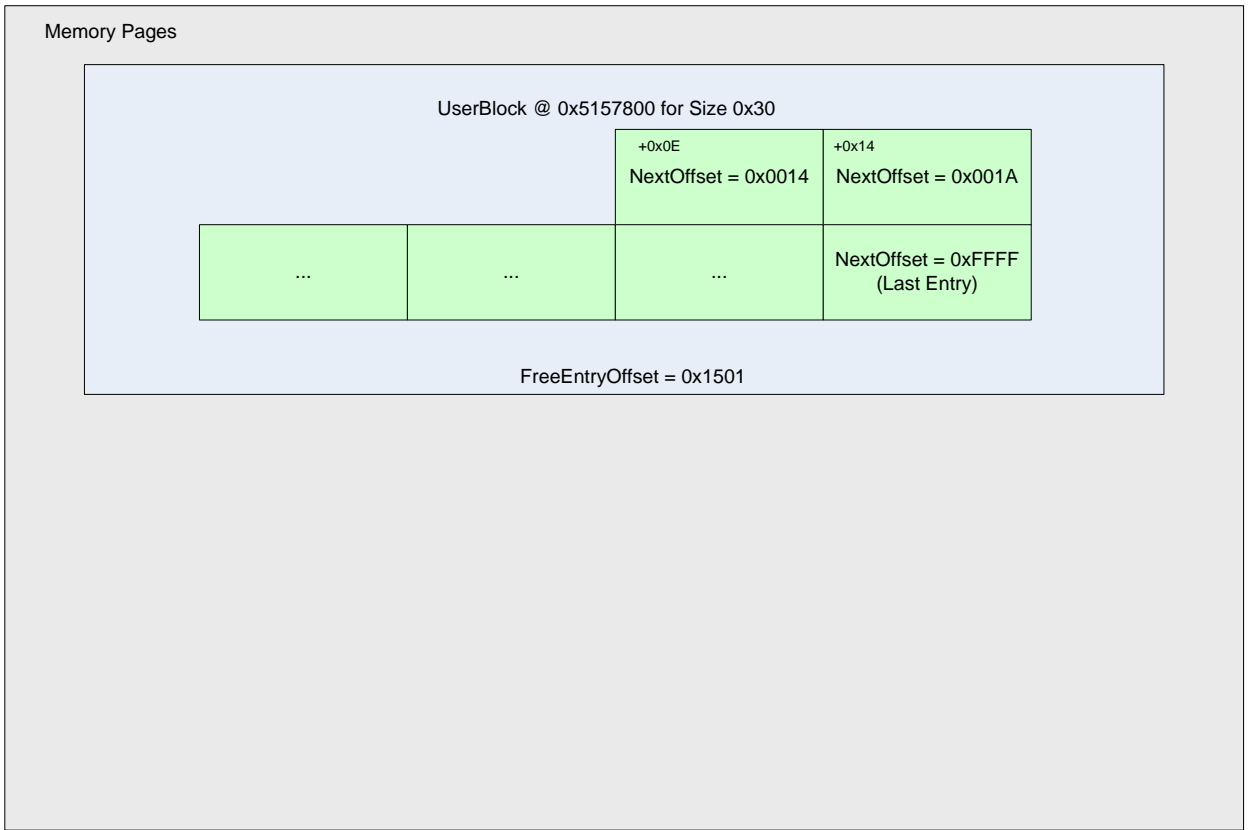 Memory Pages
UserBlock @ 0x5157800 for Size 0x30
+0x0E
NextOffset = 0x0014
+0x14
NextOffset = 0x001A
...
...
...
NextOffset = 0xFFFF
(Last Entry)
FreeEntryOffset = 0x1501